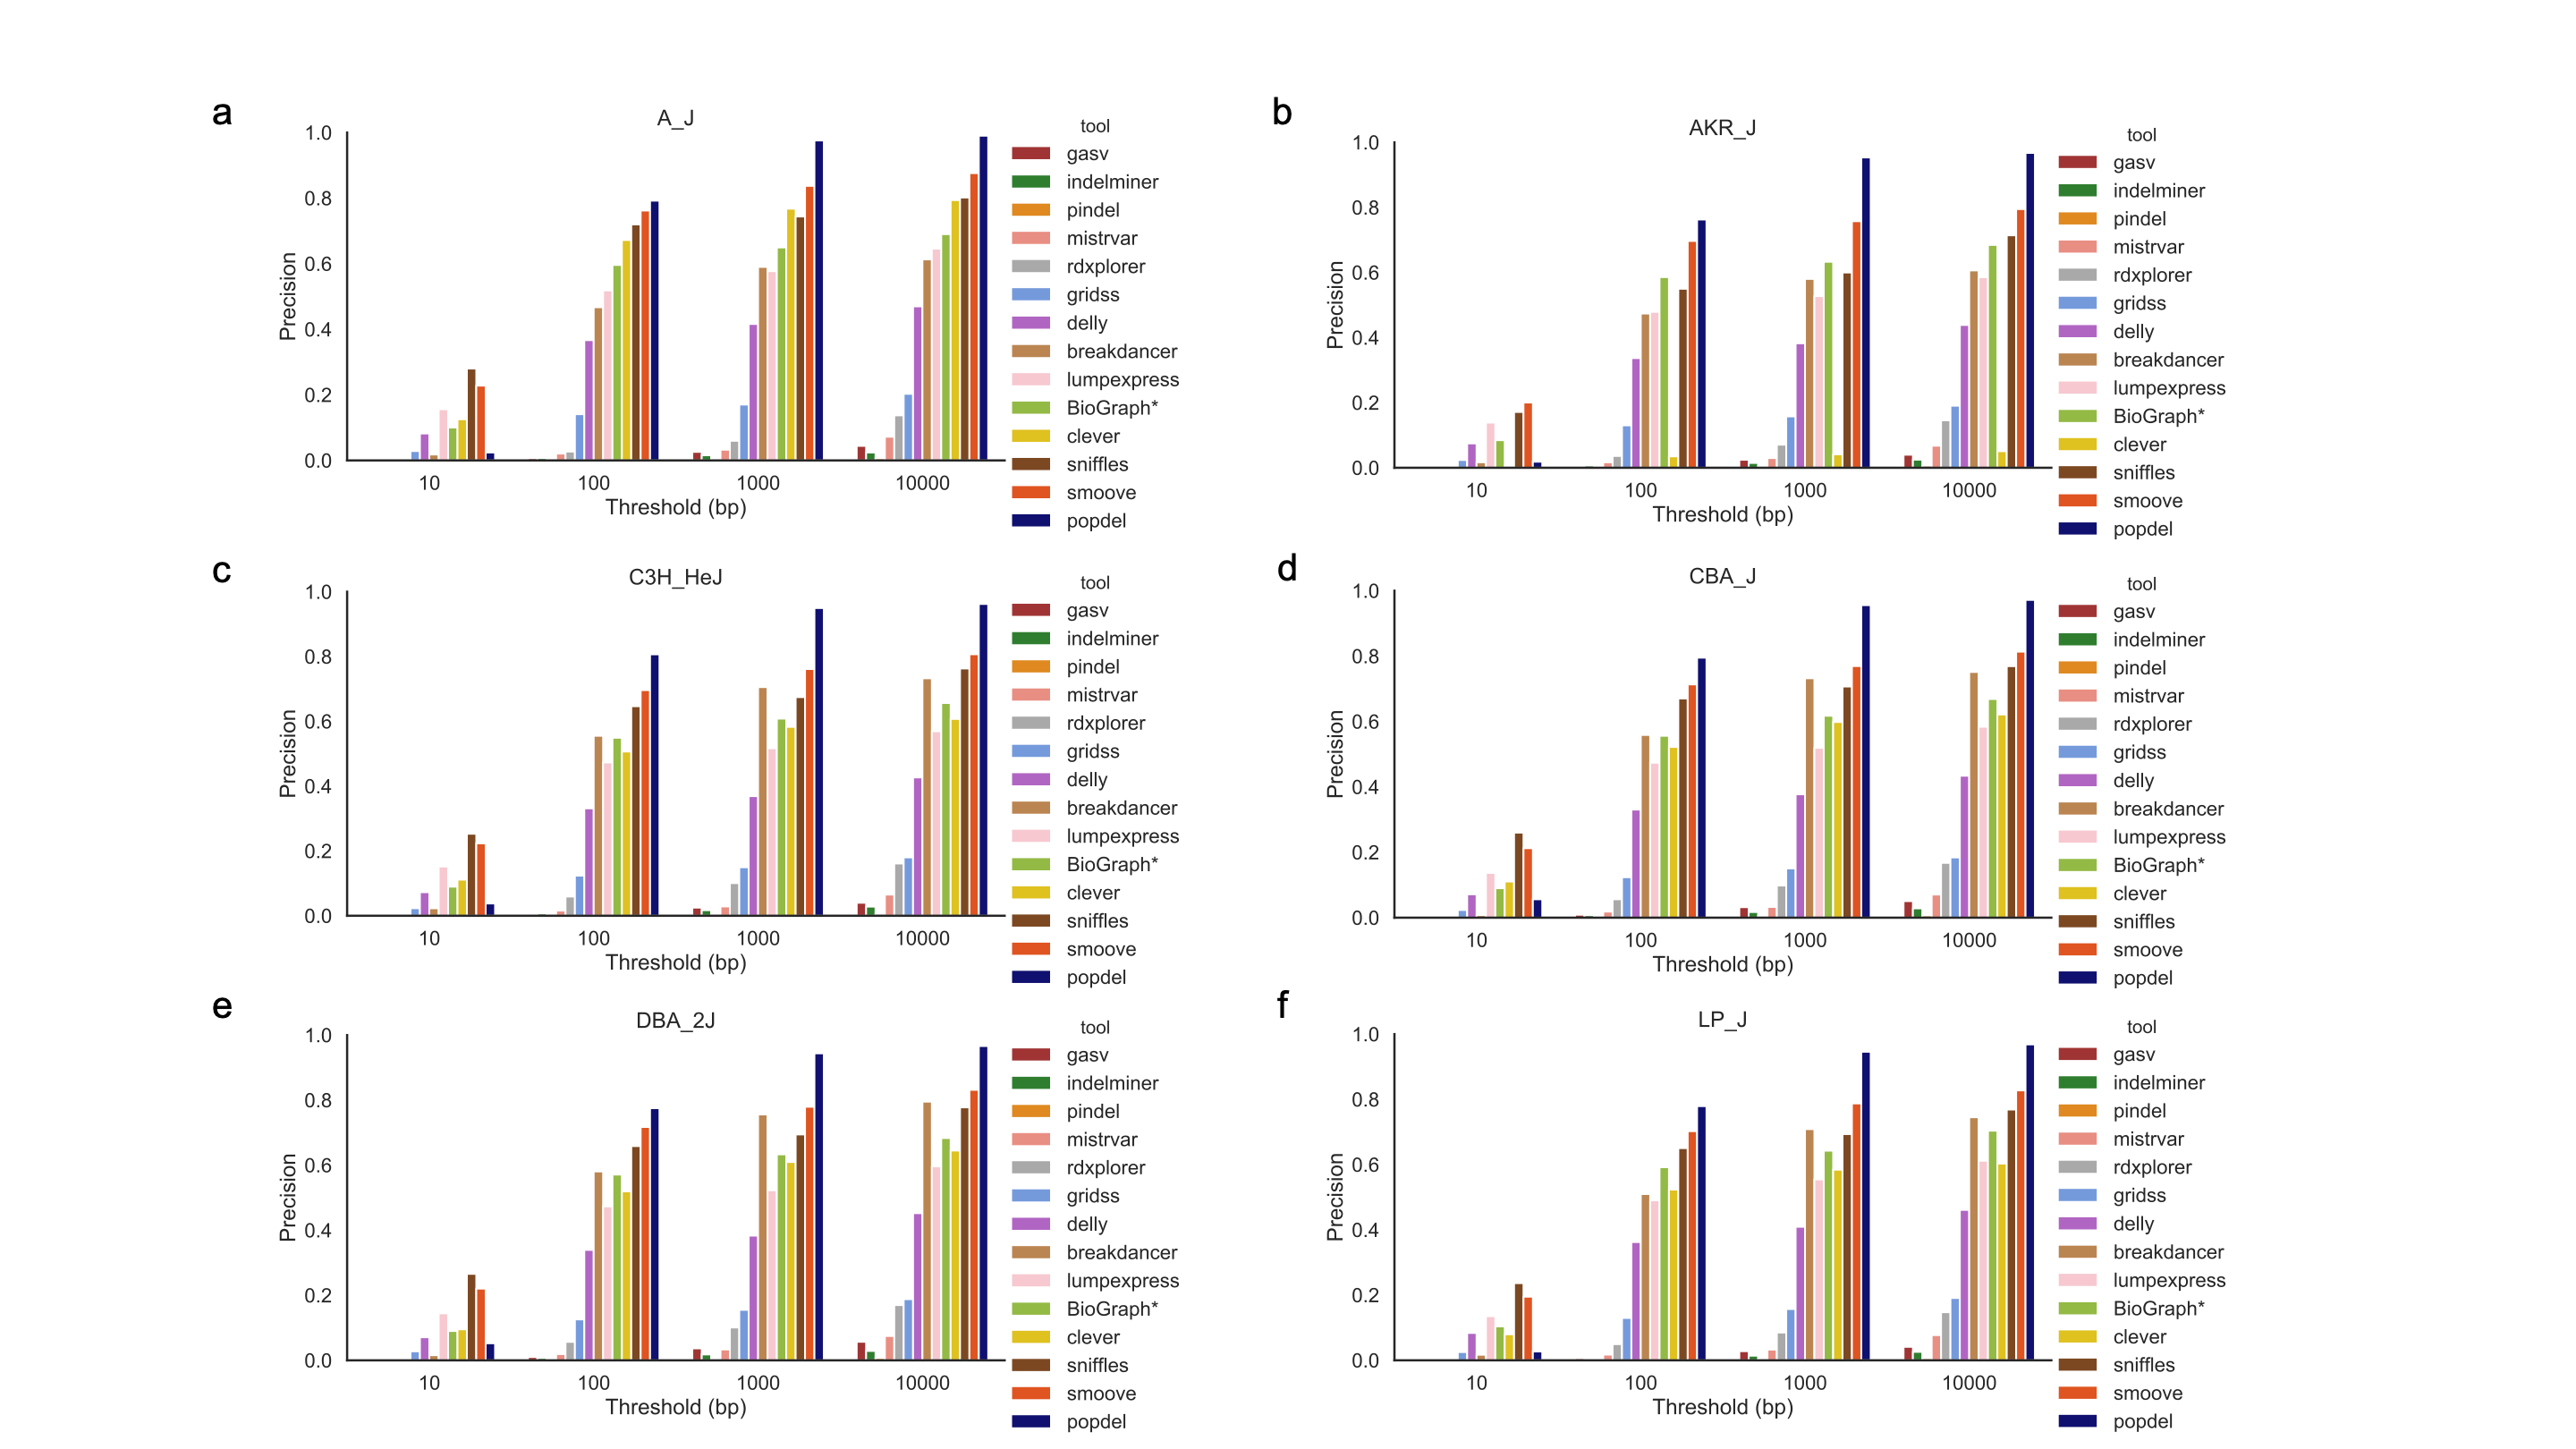 a
A_J
Precision
1.0
0.8
0.6
0.4
0.2
0.0
10 100 1000 10000
Threshold (bp)
tool
gasv
indelminer
pindel
mistrvar
rdxplorer
gridss
delly
breakdancer
lumpexpress
BioGraph*
clever
sniffles
smoove
popdel
b
AKR_J
Precision
1.0
0.8
0.6
0.4
0.2
0.0
10 100 1000 10000
Threshold (bp)
tool
gasv
indelminer
pindel
mistrvar
rdxplorer
gridss
delly
breakdancer
lumpexpress
BioGraph*
clever
sniffles
smoove
popdel
c
C3H_HeJ
Precision
1.0
0.8
0.6
0.4
0.2
0.0
10 100 1000 10000
Threshold (bp)
tool
gasv
indelminer
pindel
mistrvar
rdxplorer
gridss
delly
breakdancer
lumpexpress
BioGraph*
clever
sniffles
smoove
popdel
d
CBA_J
Precision
1.0
0.8
0.6
0.4
0.2
0.0
10 100 1000 10000
Threshold (bp)
tool
gasv
indelminer
pindel
mistrvar
rdxplorer
gridss
delly
breakdancer
lumpexpress
BioGraph*
clever
sniffles
smoove
popdel
e
DBA_2J
Precision
1.0
0.8
0.6
0.4
0.2
0.0
10 100 1000 10000
Threshold (bp)
tool
gasv
indelminer
pindel
mistrvar
rdxplorer
gridss
delly
breakdancer
lumpexpress
BioGraph*
clever
sniffles
smoove
popdel
f
LP_J
Precision
1.0
0.8
0.6
0.4
0.2
0.0
10 100 1000 10000
Threshold (bp)
tool
gasv
indelminer
pindel
mistrvar
rdxplorer
gridss
delly
breakdancer
lumpexpress
BioGraph*
clever
sniffles
smoove
popdel